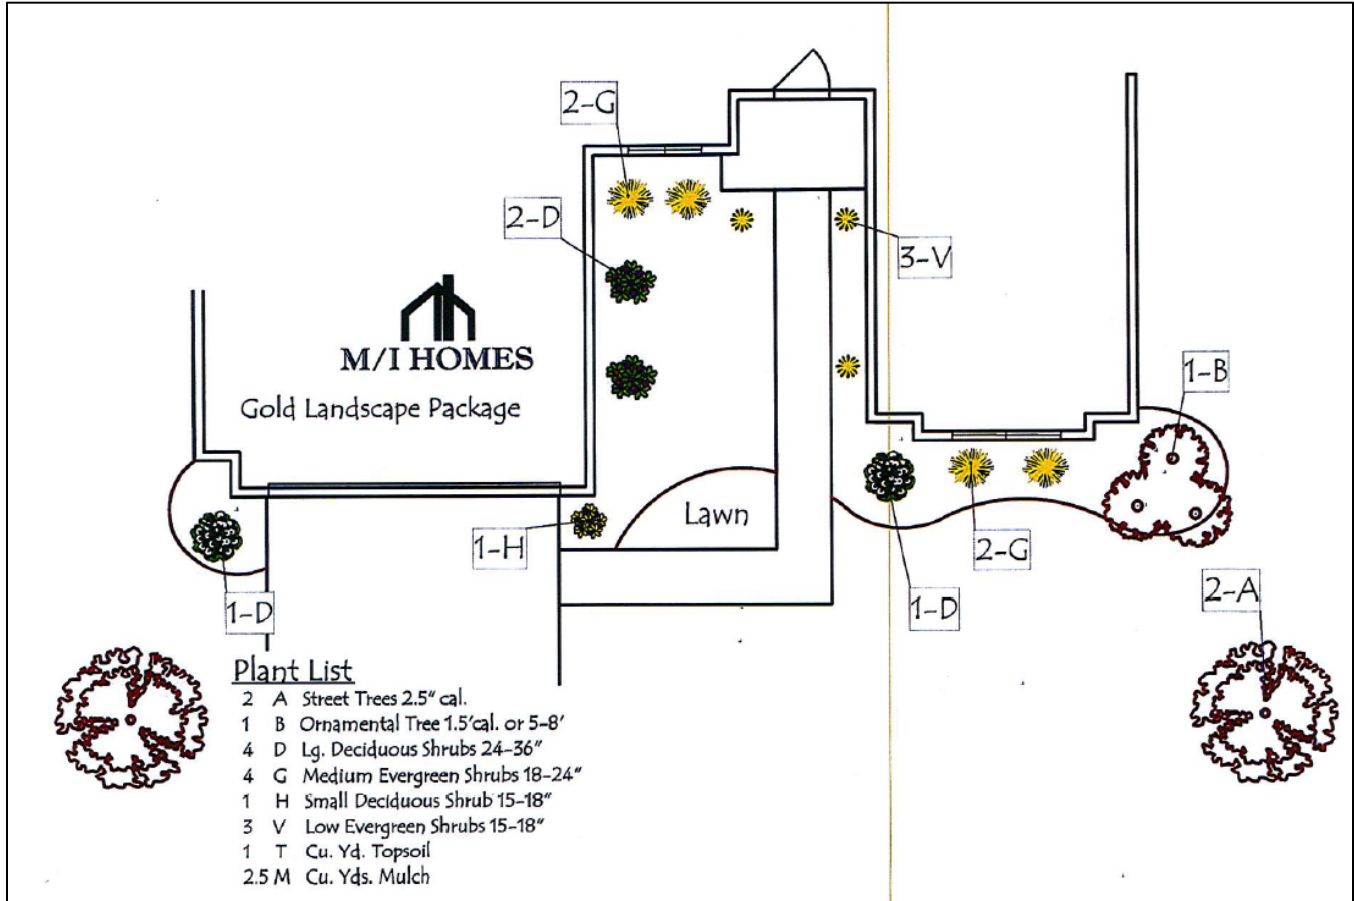 2-G
2-D
3-V
M/I HOMES
Gold Landscape Package
1-B
Lawn
1-H
2-G
1-D
1-D
2-A
Plant List
2 A Street Trees 2.5" cal.
1 B Ornamental Tree 1.5'cal. or 5-8'
4 D Lg. Deciduous Shrubs 24-36"
4 G Medium Evergreen Shrubs 18-24"
1 H Small Deciduous Shrub 15-18"
3 V Low Evergreen Shrubs 15-18"
1 T Cu. Yd. Topsoil
2.5 M Cu. Yds. Mulch